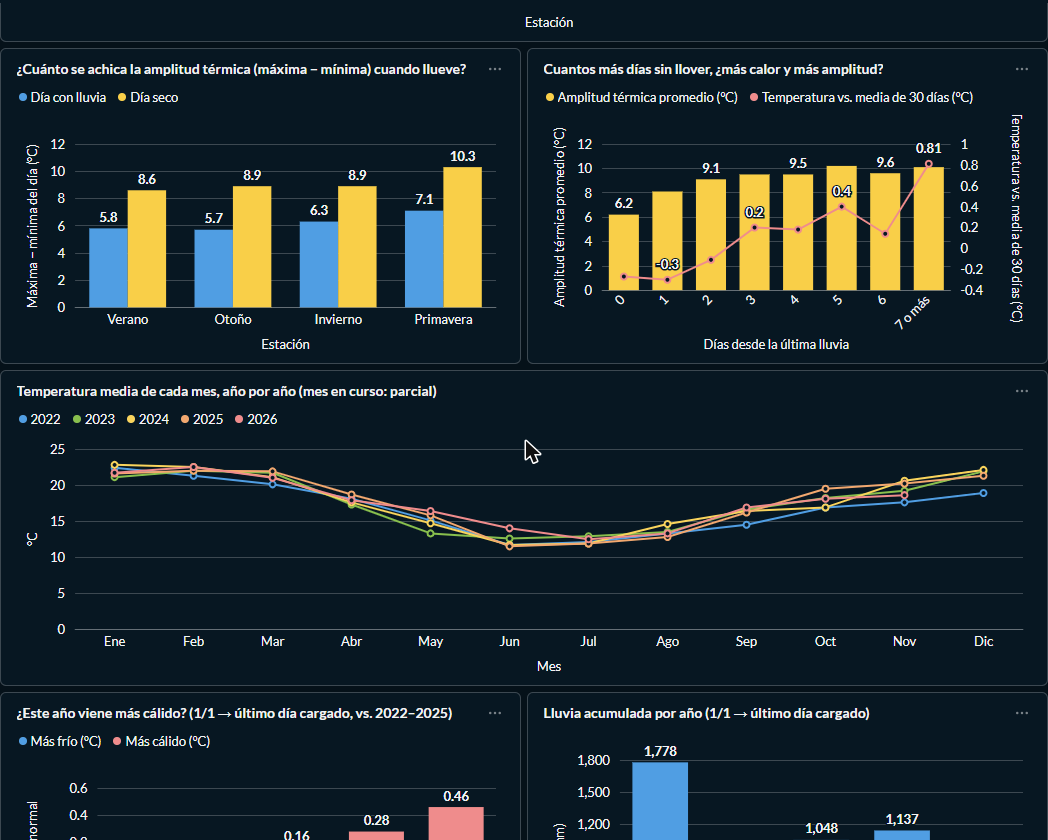 Estación
¿Cuánto se achica la amplitud térmica (máxima – mínima) cuando llueve?
Día con lluvia Día seco
Máxima – mínima del día (°C)
12
10
8
6
4
2
0
5.8 8.6 5.7 8.9 6.3 8.9 7.1 10.3
Verano Otoño Invierno Primavera
Estación
Cuantos más días sin llover, ¿más calor y más amplitud?
Amplitud térmica promedio (°C) Temperatura vs. media de 30 días (°C)
Amplitud térmica promedio (°C)
12
10
8
6
4
2
0
6.2 9.1 9.5 9.6
-0.3 0.2 0.4 0.81
1
0.8
0.6
0.4
0.2
0
-0.2
-0.4
Temperatura vs. media de 30 días (°C)
0 1 2 3 4 5 6 7 o más
Días desde la última lluvia
Temperatura media de cada mes, año por año (mes en curso: parcial)
2022 2023 2024 2025 2026
°C
25
20
15
10
5
0
Ene Feb Mar Abr May Jun Jul Ago Sep Oct Nov Dic
Mes
¿Este año viene más cálido? (1/1 → último día cargado, vs. 2022–2025)
Más frío (°C) Más cálido (°C)
0.6
0.4
0.16 0.28 0.46
Lluvia acumulada por año (1/1 → último día cargado)
1,800
1,500
1,200
1,778 1,048 1,137